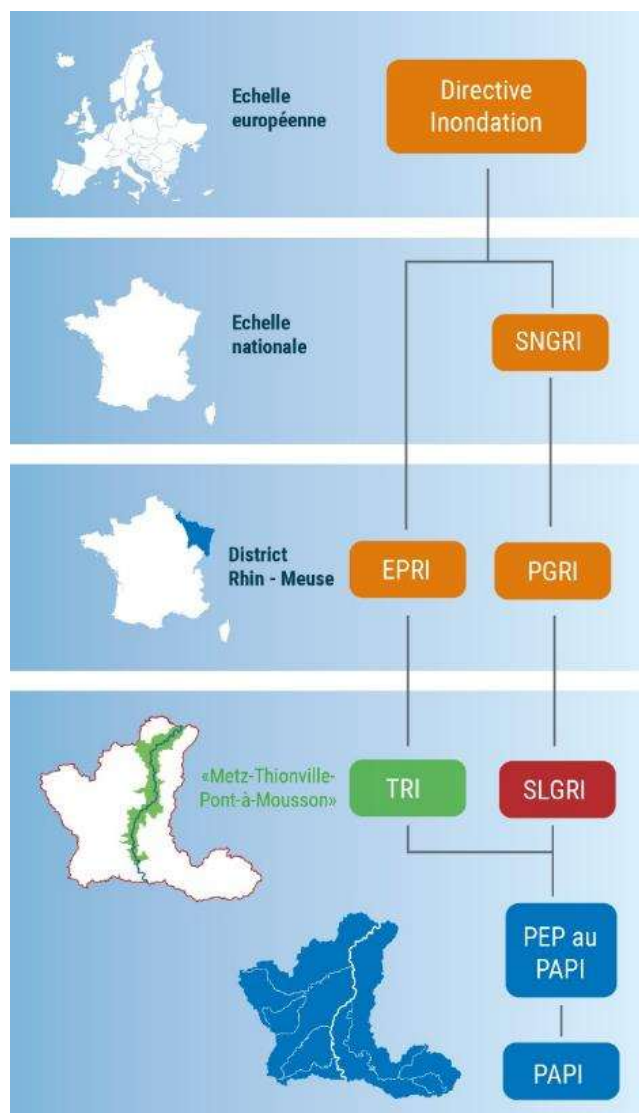 Echelle
européenne
Directive
Inondation
Echelle
nationale
SNGRI
District
Rhin - Meuse
EPRI
PGRI
«Metz-Thionville-
Pont-à-Mousson»
TRI
SLGRI
PEP au
PAPI
PAPI